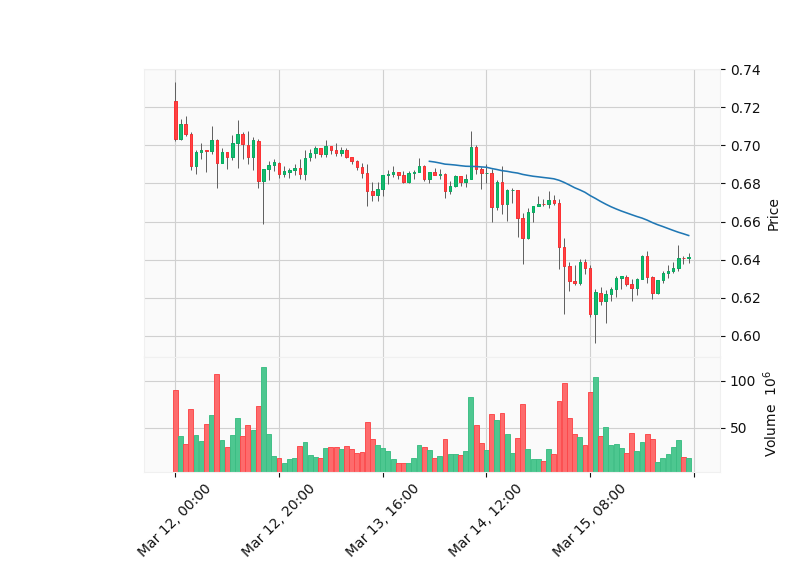 0.74
0.72
0.70
0.68
0.66
0.64
0.62
0.60
Price
100
50
Volume 10^6
Mar 12, 00:00
Mar 12, 20:00
Mar 13, 16:00
Mar 14, 12:00
Mar 15, 08:00